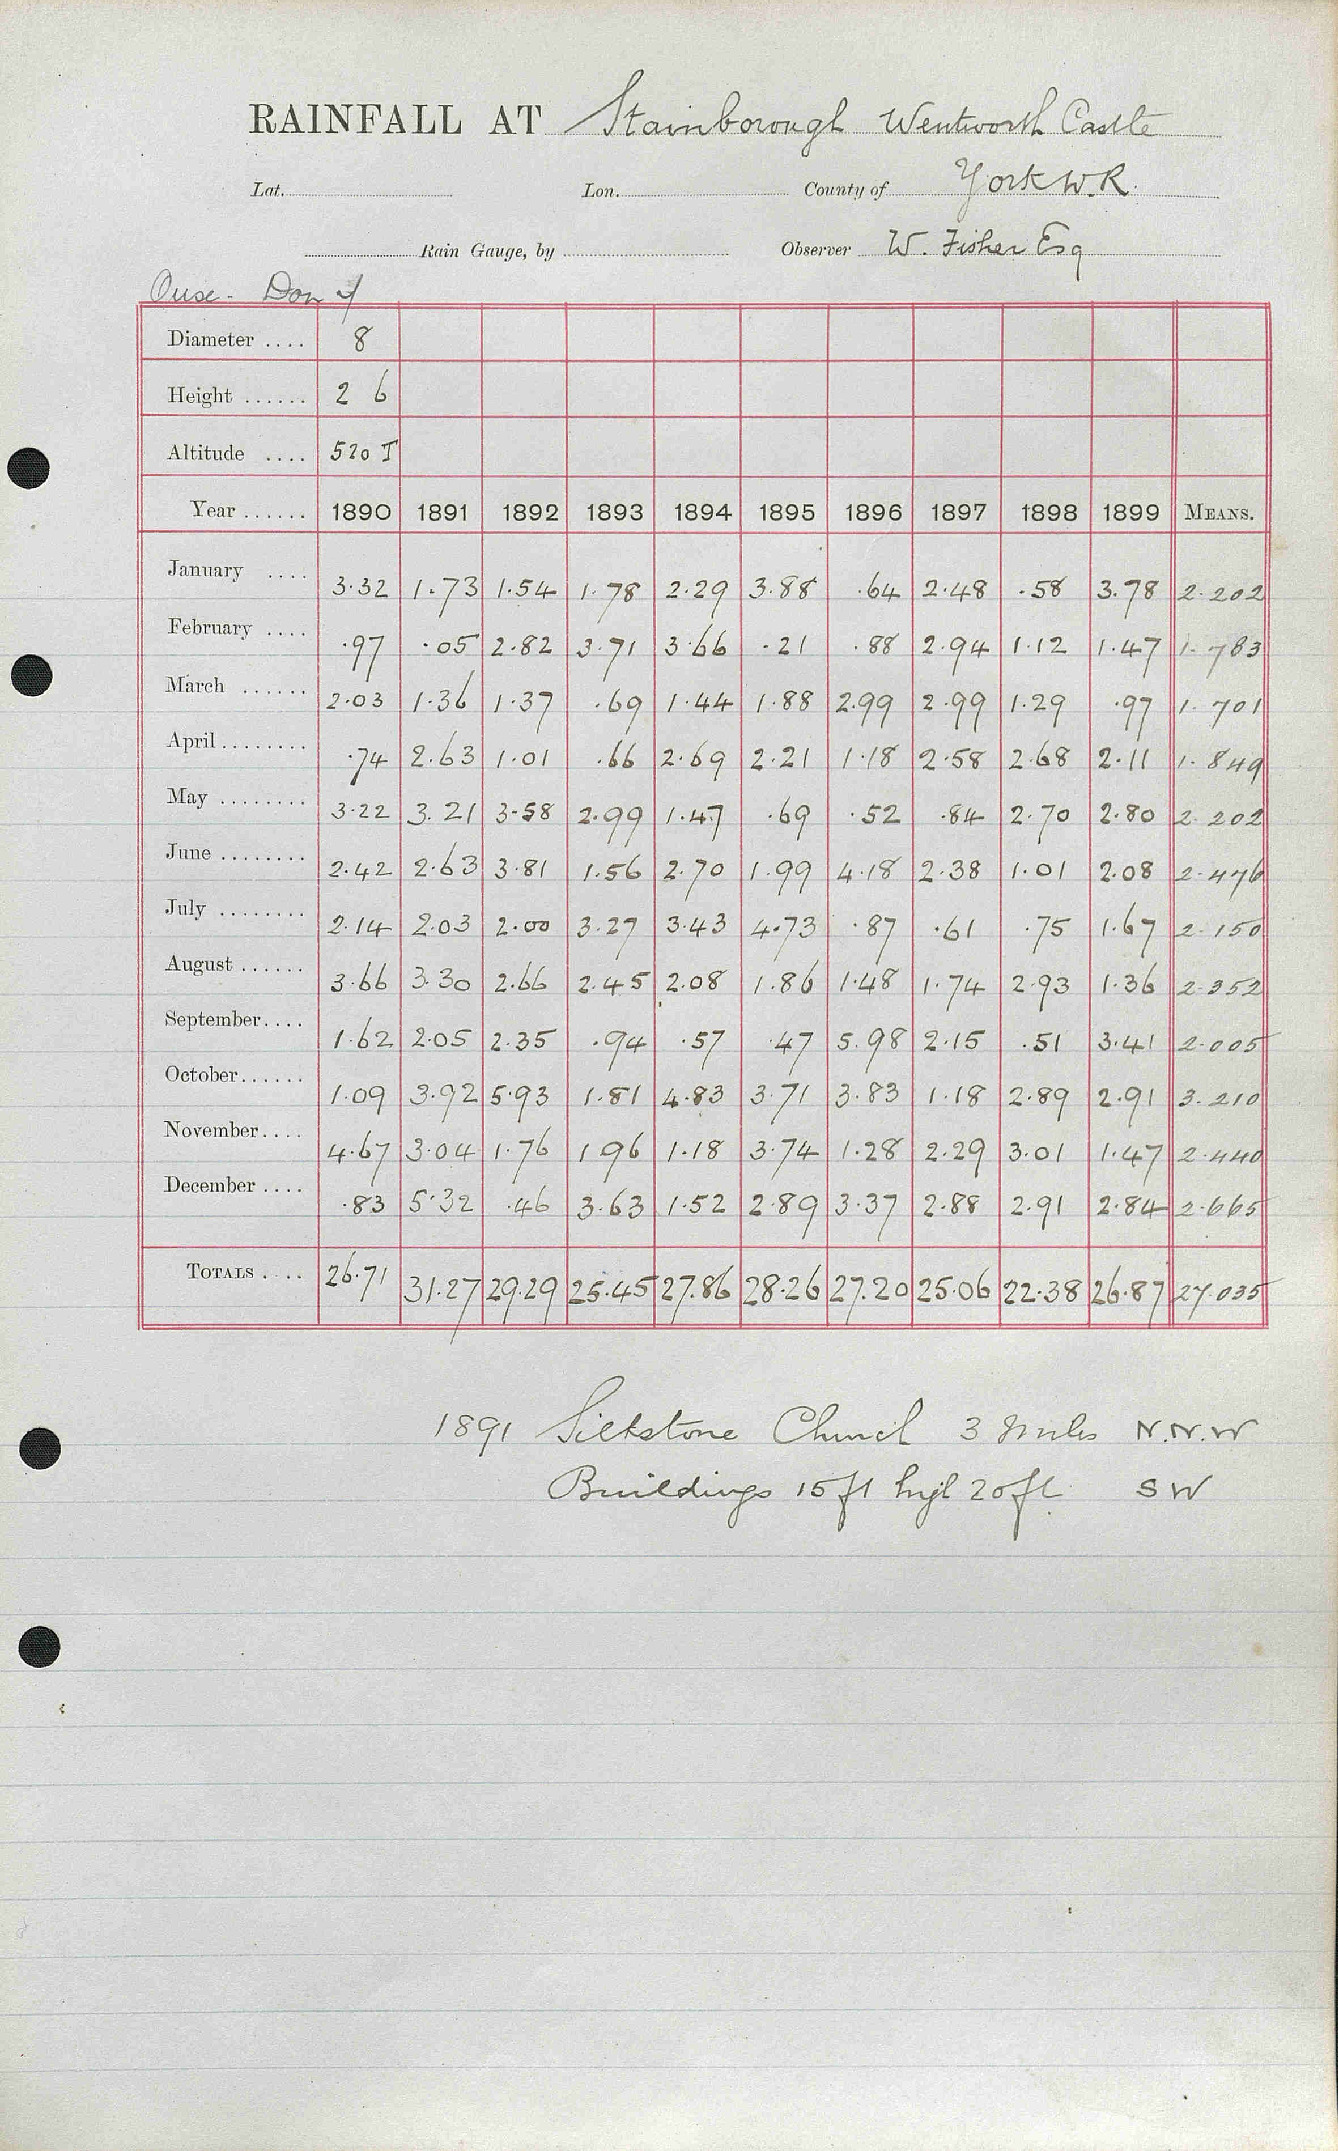 RAINFALL AT Stainborough Wentworth Castle
Lat. Lon. County of York W.R.
Rain Gauge, by Observer W. Fisher Esq
Ouse - Don
Diameter .... 8
Height ...... 2 6
Altitude .... 520 T
Year ...... 1890 1891 1892 1893 1894 1895 1896 1897 1898 1899 MEANS.
January .... 3.32 1.73 1.54 1.78 2.29 3.88 .64 2.48 .58 3.78 2.202
February .... .97 .05 2.82 3.71 3.66 .21 .88 2.94 1.12 1.47 1.783
March ...... 2.03 1.36 1.37 .69 1.44 1.88 2.99 2.99 1.29 .97 1.701
April ........ .74 2.63 1.01 .66 2.69 2.21 1.18 2.58 2.68 2.11 1.849
May ........ 3.22 3.21 3.58 2.99 1.47 .69 .52 .84 2.70 2.80 2.202
June ........ 2.42 2.63 3.81 1.56 2.70 1.99 4.18 2.38 1.01 2.08 2.476
July ........ 2.14 2.03 2.00 3.27 3.43 4.73 .87 .61 .75 1.67 2.150
August ...... 3.66 3.30 2.66 2.45 2.08 1.86 1.48 1.74 2.93 1.36 2.352
September .... 1.62 2.05 2.35 .94 .57 .47 5.98 2.15 .51 3.41 2.005
October ...... 1.09 3.92 5.93 1.81 4.83 3.71 3.83 1.18 2.89 2.91 3.210
November .... 4.67 3.04 1.76 1 96 1.18 3.74 1.28 2.29 3.01 1.47 2.440
December .... .83 5.32 .46 3.63 1.52 2.89 3.37 2.88 2.91 2.84 2.665
TOTALS .... 26.71 31.27 29.29 25.45 27.86 28.26 27.20 25.06 22.38 26.87 27.035
1891 Silkstone Church 3 Miles N.N.W
Buildings 15 ft high 20 ft. S W